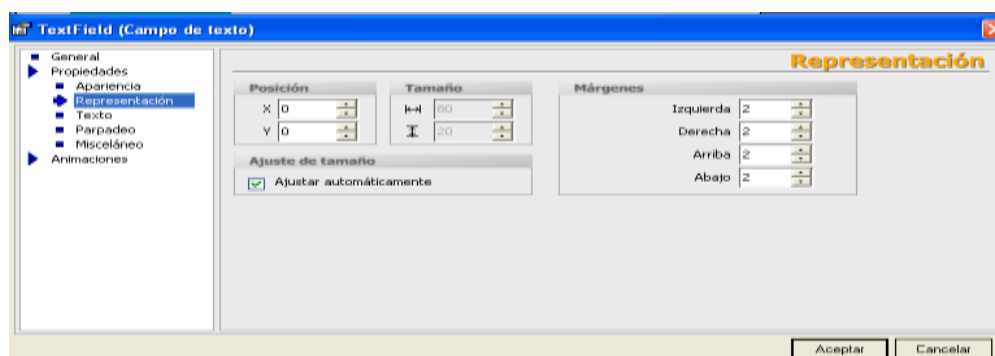 TextField (Campo de texto)
General
Propiedades
Apariencia
Representación
Texto
Parpadeo
Misceláneo
Animaciones
Representación
Posición
X 0
Y 0
Tamaño
80
20
Ajuste de tamaño
Ajustar automáticamente
Márgenes
Izquierda 2
Derecha 2
Arriba 2
Abajo 2
Aceptar
Cancelar